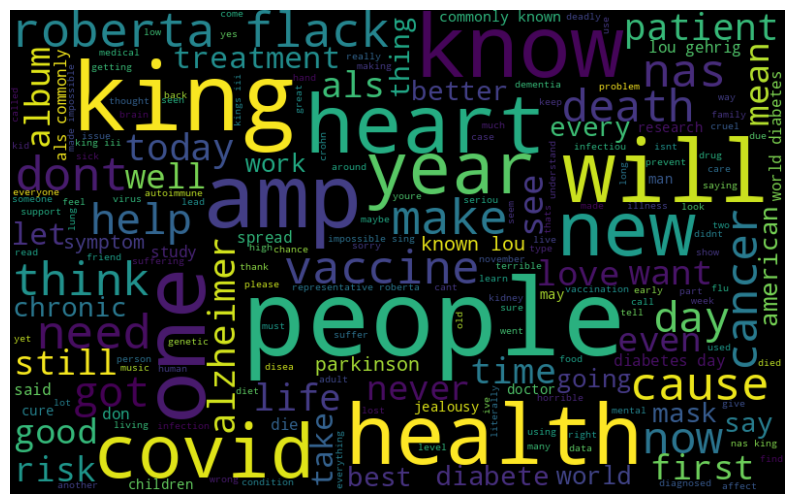 roberta flack
commonly known
know
patient
come
low
yes
deadly
use
medical
getting
treatment
lou gehrig
king
thing
really
making
als
nas
mean
album
als commonly
made impossible
back
thought
seen
kings iii
hand
great
better
dementia
keep
problem
way
family
cruel
due
death
called
kid
king iii
issue
brain
heart
crohn
much
case
every
research
world diabetes
today
work
around
year
see
thats
understand
infectiou
isnt
prevent
drug
care
saying
will
dont
well
sick
everyone
someone
autoimmune
youre
seriou
long
man
amp
feel
virus
lead
maybe
seem
made
illness
look
new
two
didnt
cancer
american
help
support
lung
make
let
symptom
spread
impossible sing
known lou
live
type
show
read
friend
study
high
chance
sorry
november
terrible
vaccine
love
want
part
early
flu
think
suffering
thank
please
representative roberta
cant
learn
kidney
sure
may
vaccination
call
week
day
tell
chronic
one
alzheimer
people
old
went
need
must
suffer
even
used
yet
genetic
disea
parkinson
time
food
diabetes day
died
still
person
music
human
said
got
diet
adult
life
never
doctor
going
cause
cure
lot
don
jealousy
ive
literally
horrible
mental
give
good
living
die
take
lost
level
using
right
mask
say
now
nas king
covid
health
many
data
risk
infection
everything
best
diabete
world
first
find
another
children
wrong
condition
diagnosed
affect